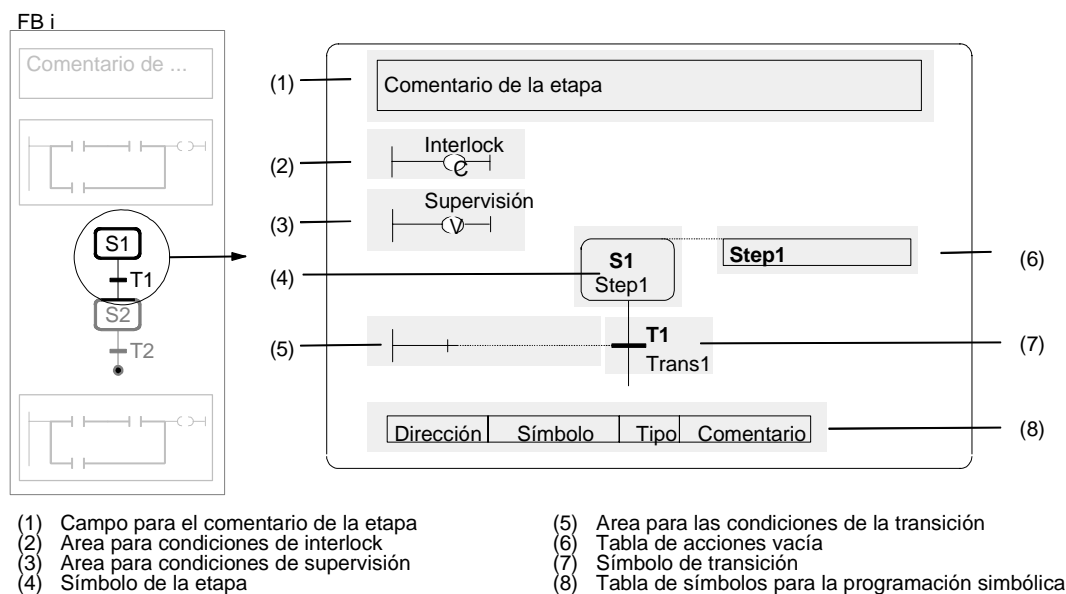 FB i
Comentario de ...
S1
T1
S2
T2
(1)
Comentario de la etapa
(2)
Interlock
C
(3)
Supervisión
V
(4)
S1
Step1
Step1
(6)
(5)
T1
Trans1
(7)
Dirección Símbolo Tipo Comentario
(8)
(1) Campo para el comentario de la etapa
(2) Area para condiciones de interlock
(3) Area para condiciones de supervisión
(4) Símbolo de la etapa
(5) Area para las condiciones de la transición
(6) Tabla de acciones vacía
(7) Símbolo de transición
(8) Tabla de símbolos para la programación simbólica